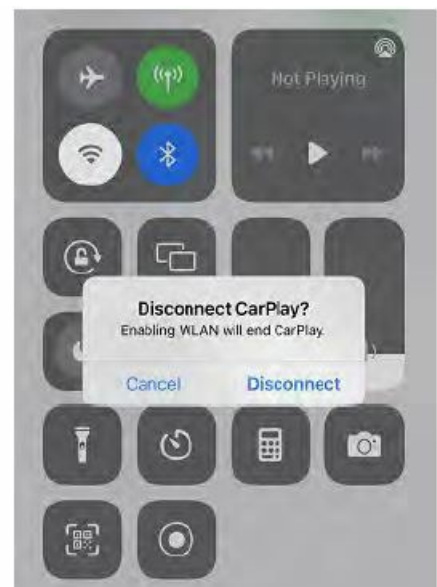 Not Playing
Disconnect CarPlay?
Enabling WLAN will end CarPlay.
Cancel
Disconnect